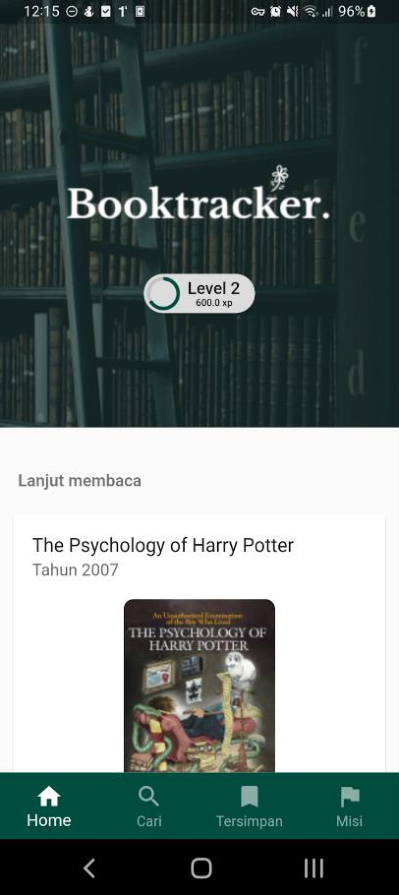 12:15
96%
Booktracker.
Level 2
600.0 xp
Lanjut membaca
The Psychology of Harry Potter
Tahun 2007
An Unauthorized Examination
of the Boy Who Lived
THE PSYCHOLOGY OF
HARRY POTTER
Home
Cari
Tersimpan
Misi